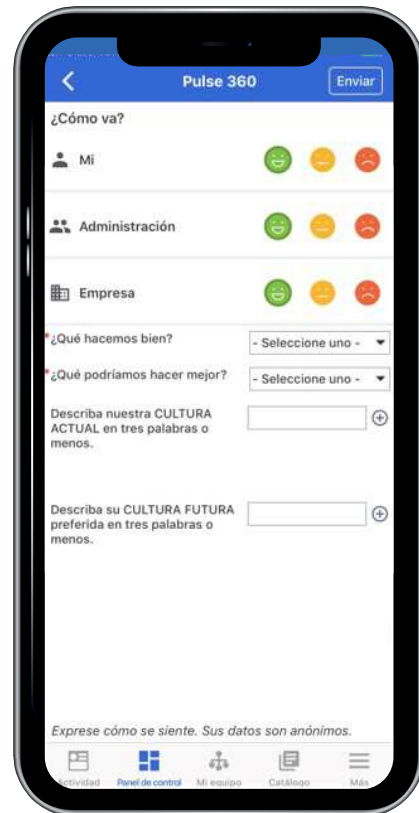 Pulse 360
Enviar
¿Cómo va?
Mi
Administración
Empresa
*¿Qué hacemos bien?
- Seleccione uno -
*¿Qué podríamos hacer mejor?
- Seleccione uno -
Describa nuestra CULTURA
ACTUAL en tres palabras o
menos.
Describa su CULTURA FUTURA
preferida en tres palabras o
menos.
Exprese cómo se siente. Sus datos son anónimos.
Actividad Panel de control Mi equipo Catálogo Más